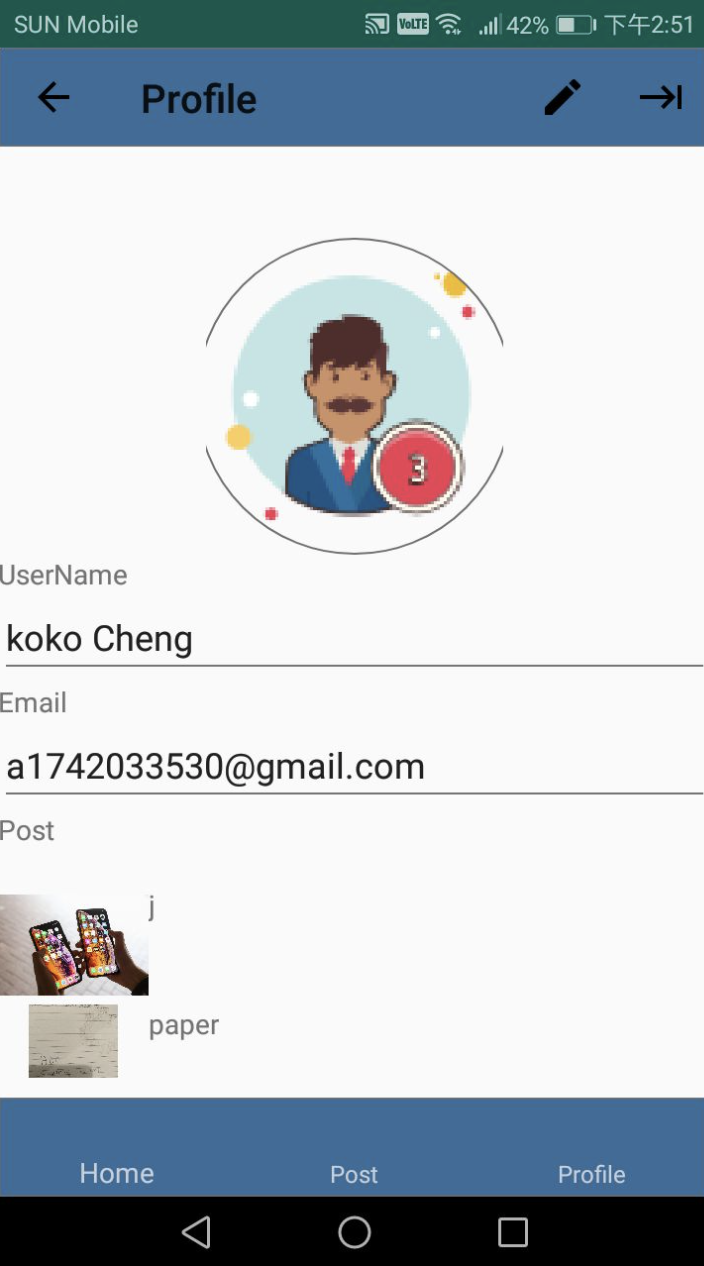 SUN Mobile VoLTE 42% 下午2:51
Profile
3
UserName
koko Cheng
Email
a1742033530@gmail.com
Post
j
paper
Home Post Profile